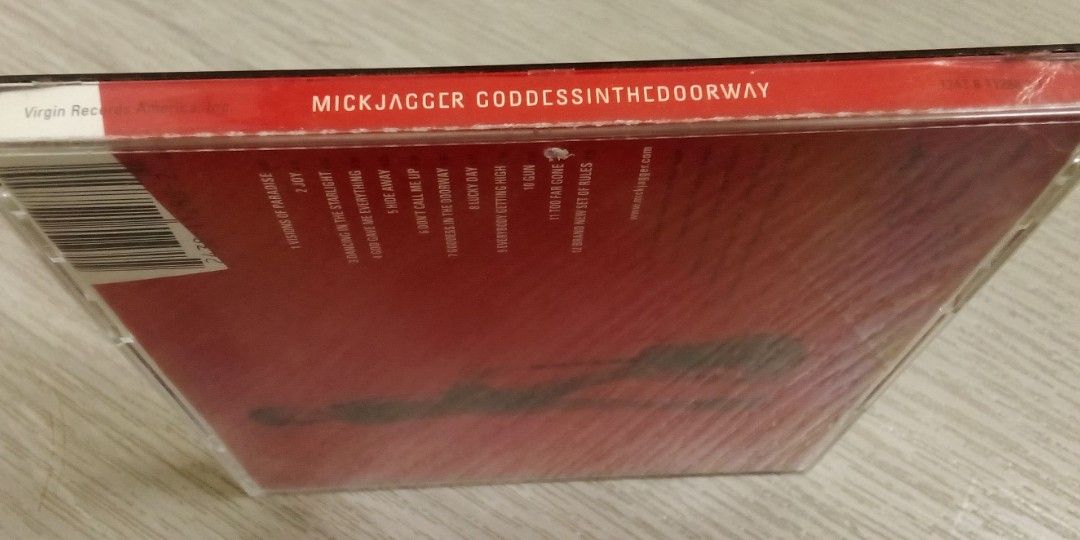 Virgin Records America, Inc.
MICKJAGGER GODDESSINTHEDOORWAY
1 VISIONS OF PARADISE
2 JOY
3 DANCING IN THE STARLIGHT
4 GOD GAVE ME EVERYTHING
5 HIDE AWAY
6 DON'T CALL ME UP
7 GODDESS IN THE DOORWAY
8 LUCKY DAY
9 EVERYBODY GETTING HIGH
10 GUN
11 TOO FAR GONE
12 BRAND NEW SET OF RULES
www.mickjagger.com